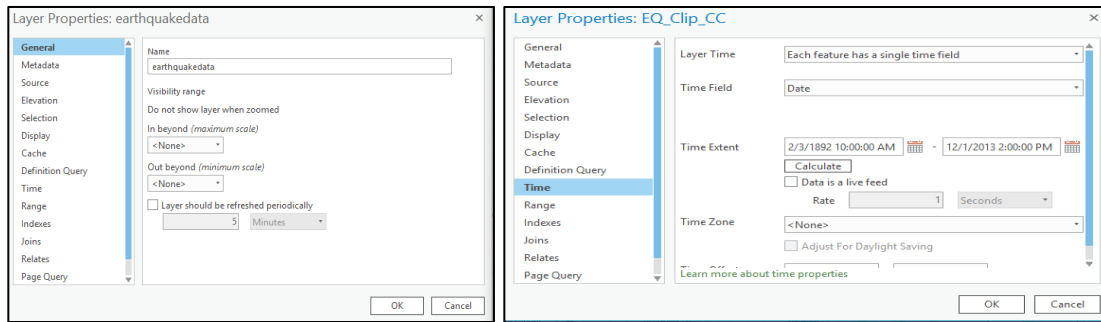 Layer Properties: earthquakedata ×
General
Metadata
Source
Elevation
Selection
Display
Cache
Definition Query
Time
Range
Indexes
Joins
Relates
Page Query
Name
earthquakedata
Visibility range
Do not show layer when zoomed
In beyond (maximum scale)
<None>
Out beyond (minimum scale)
<None>
Layer should be refreshed periodically
5 Minutes
OK Cancel
Layer Properties: EQ_Clip_CC ×
General
Metadata
Source
Elevation
Selection
Display
Cache
Definition Query
Time
Range
Indexes
Joins
Relates
Page Query
Layer Time Each feature has a single time field
Time Field Date
Time Extent 2/3/1892 10:00:00 AM - 12/1/2013 2:00:00 PM
Calculate
Data is a live feed
Rate 1 Seconds
Time Zone <None>
Adjust For Daylight Saving
Learn more about time properties
OK Cancel